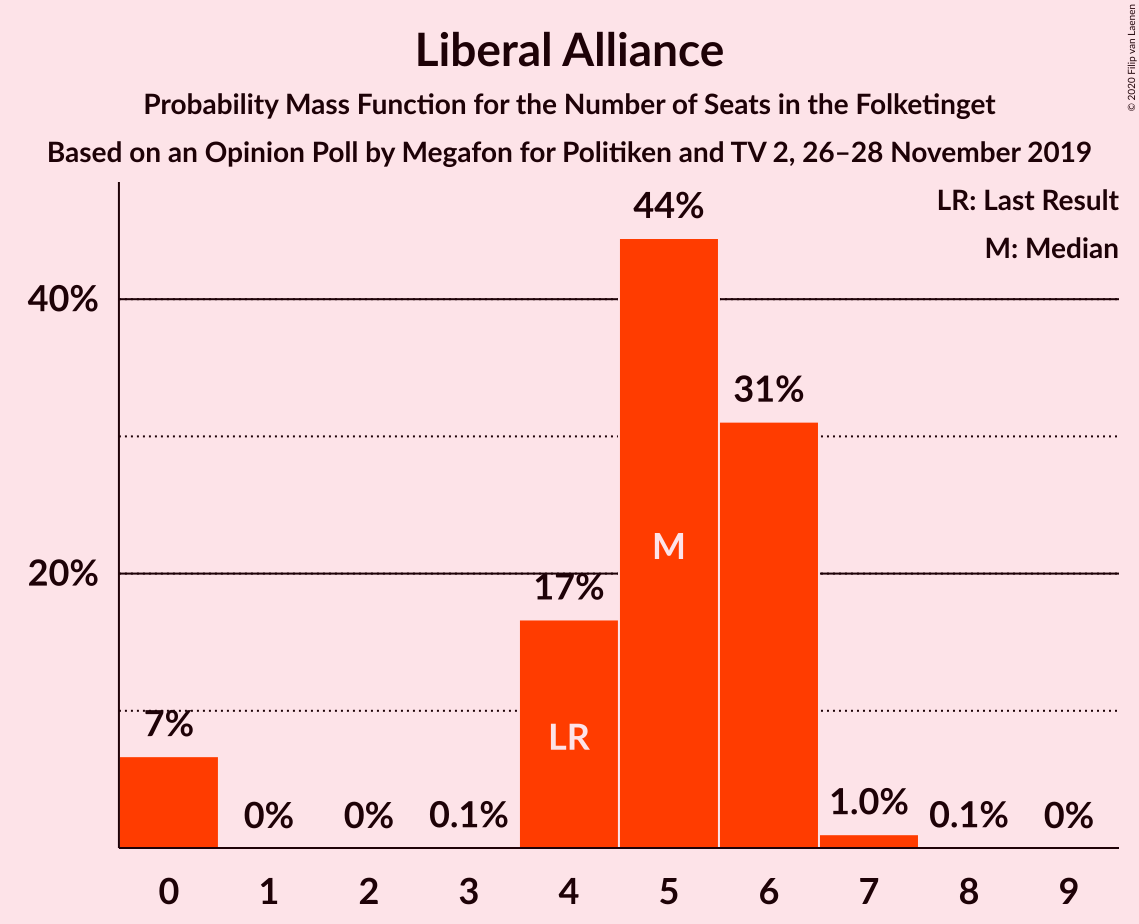 Liberal Alliance
Probability Mass Function for the Number of Seats in the Folketinget
Based on an Opinion Poll by Megafon for Politiken and TV 2, 26–28 November 2019
© 2020 Filip van Laenen
LR: Last Result
M: Median
44%
40%
31%
M
20%
17%
LR
7%
0%
0%
0.1%
1.0%
0.1%
0%
0 1 2 3 4 5 6 7 8 9